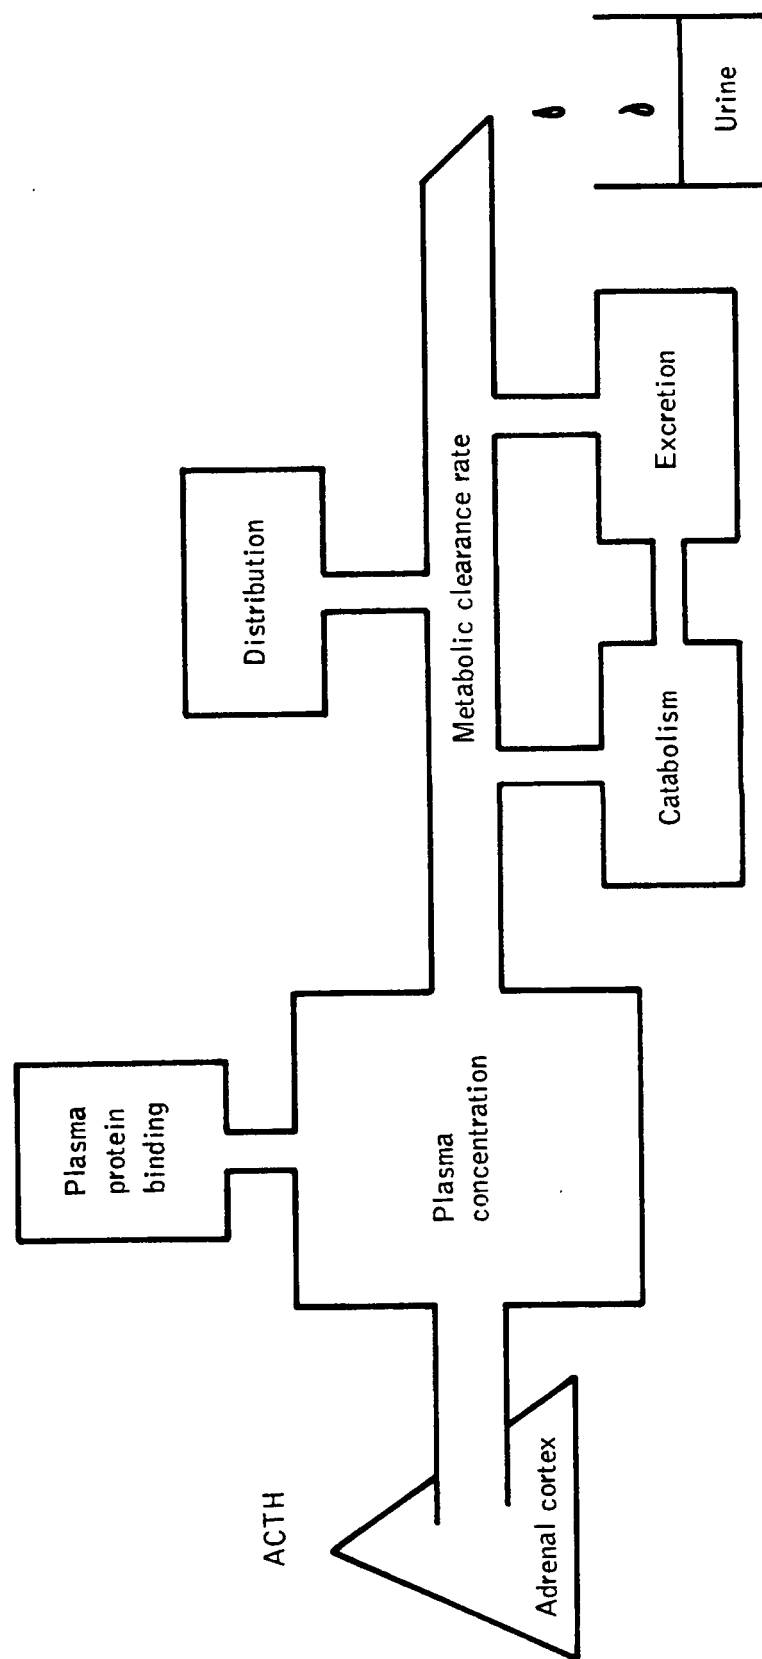 ACTH
Adrenal cortex
Plasma
protein
binding
Plasma
concentration
Distribution
Metabolic clearance rate
Catabolism
Excretion
Urine